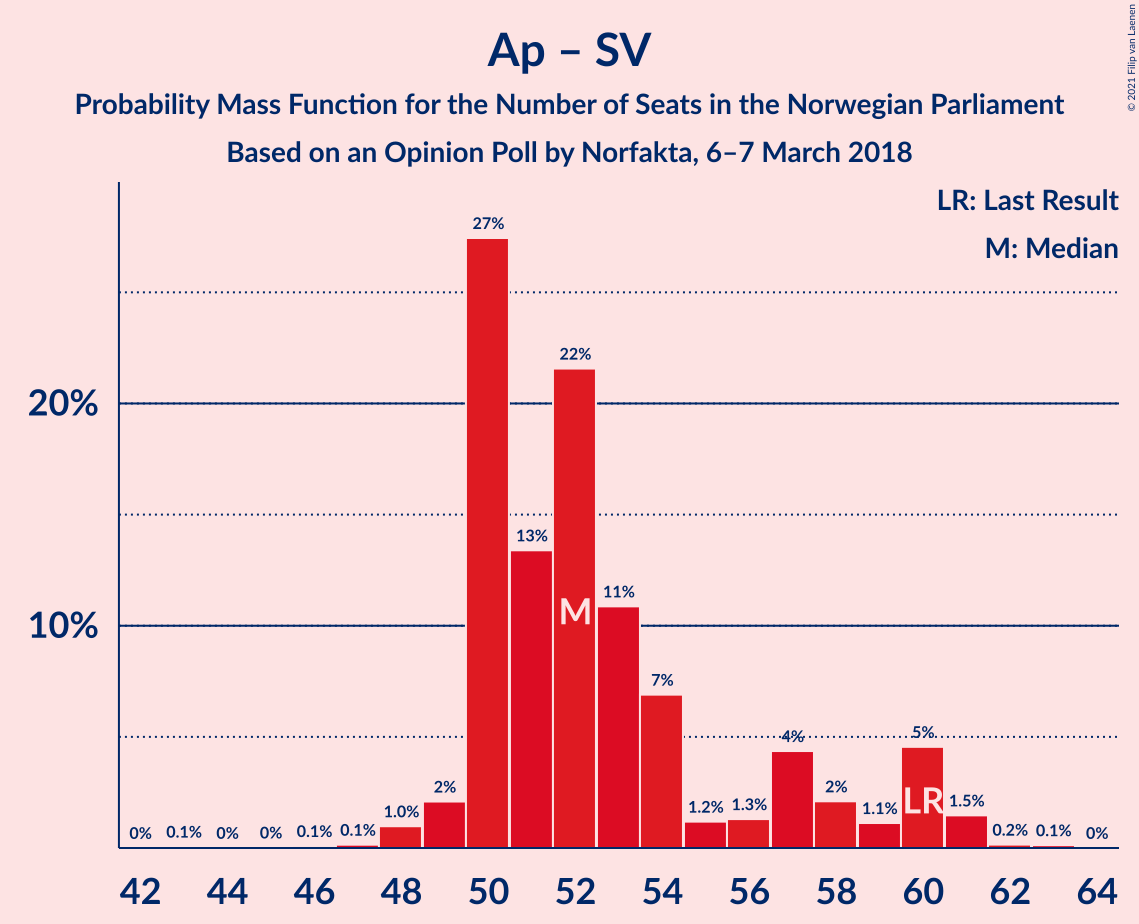 Ap – SV
Probability Mass Function for the Number of Seats in the Norwegian Parliament
Based on an Opinion Poll by Norfakta, 6–7 March 2018
© 2021 Filip van Laenen
LR: Last Result
M: Median
20%
10%
0%
0.1%
0%
0%
0.1%
0.1%
1.0%
2%
27%
13%
22%
11%
7%
1.2%
1.3%
4%
2%
1.1%
5%
1.5%
0.2%
0.1%
0%
M
LR
42 44 46 48 50 52 54 56 58 60 62 64